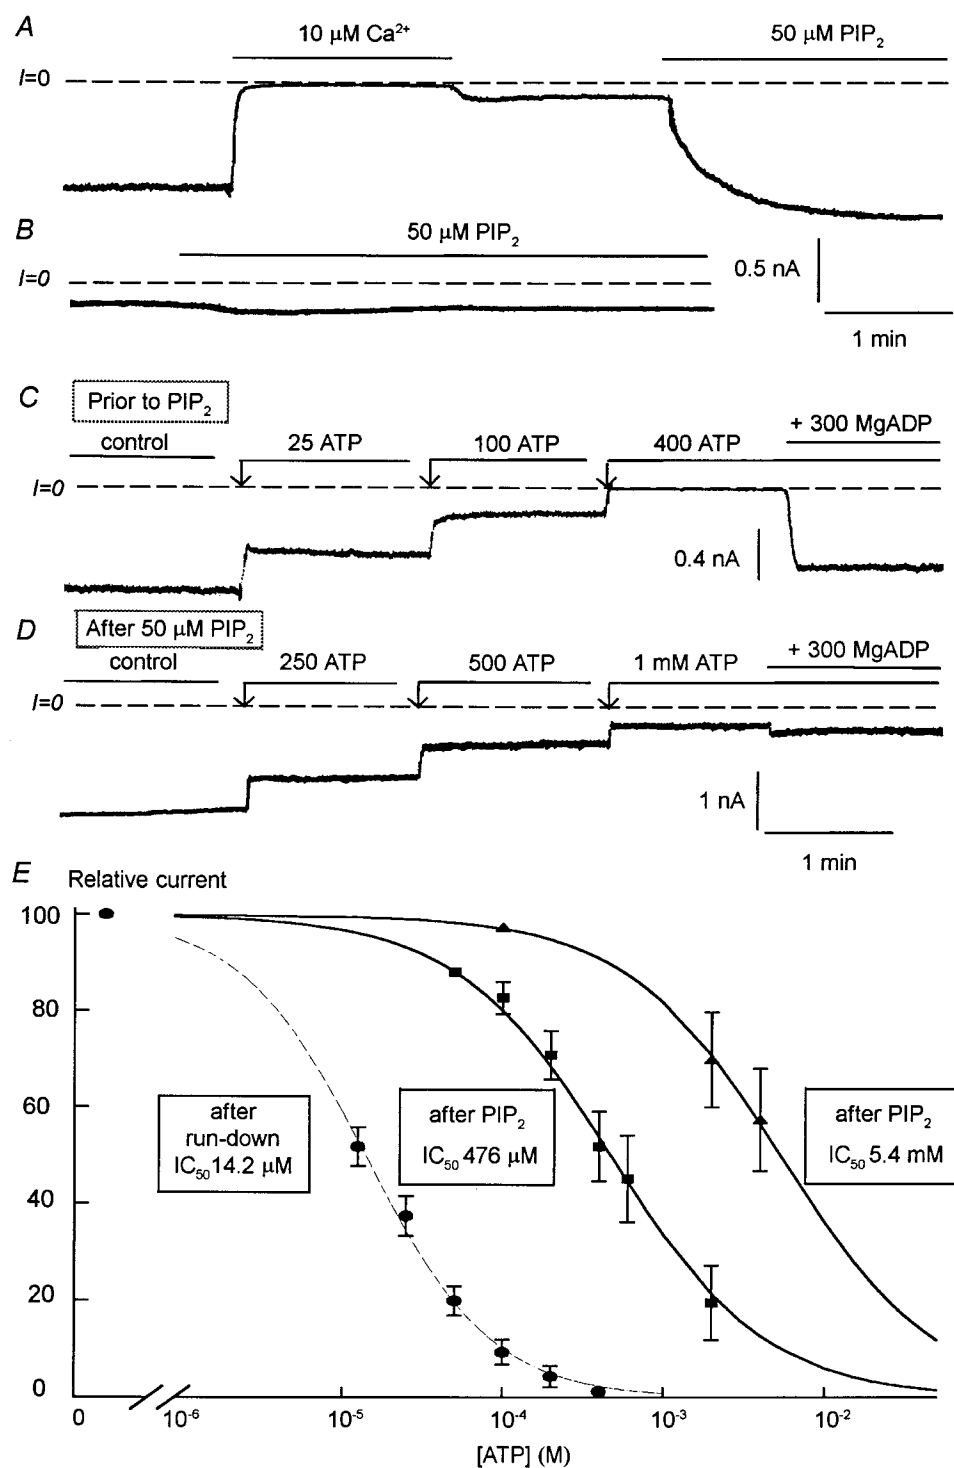 A
10 µM Ca²⁺ 50 µM PIP₂
I=0
B
50 µM PIP₂
I=0
0.5 nA
1 min
C
Prior to PIP₂
+ 300 MgADP
control 25 ATP 100 ATP 400 ATP
I=0
0.4 nA
D
After 50 µM PIP₂
+ 300 MgADP
control 250 ATP 500 ATP 1 mM ATP
I=0
1 nA
1 min
E Relative current
100
80
60
after
run-down
IC₅₀ 14.2 µM
after PIP₂
IC₅₀ 476 µM
after PIP₂
IC₅₀ 5.4 mM
40
20
0
0 10⁻⁶ 10⁻⁵ 10⁻⁴ 10⁻³ 10⁻²
[ATP] (M)